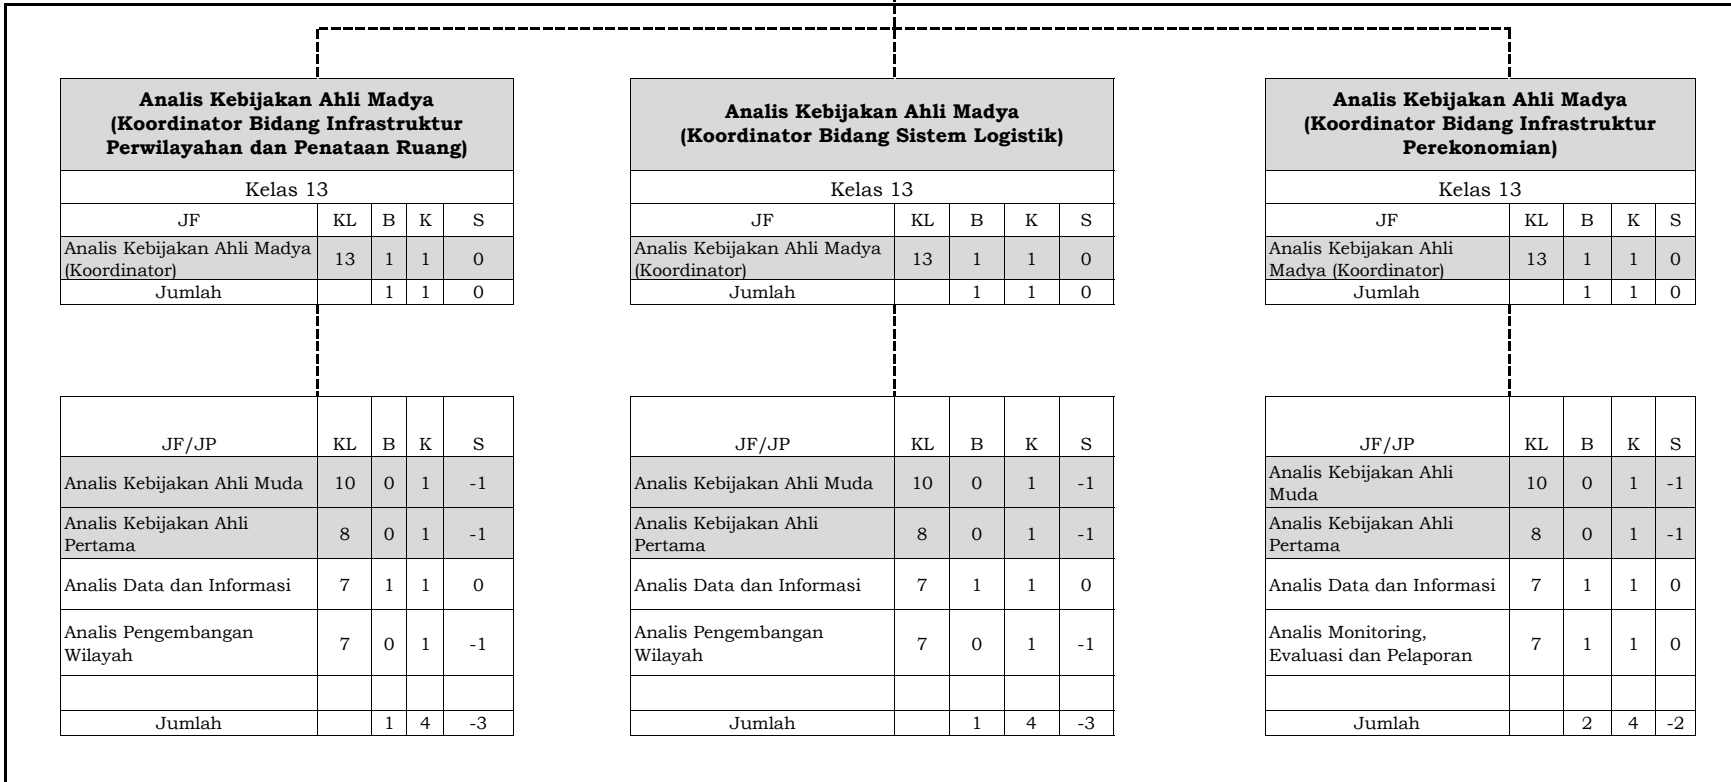 Analis Kebijakan Ahli Madya
(Koordinator Bidang Infrastruktur
Perwilayahan dan Penataan Ruang)
Kelas 13
JF KL B K S
Analis Kebijakan Ahli Madya
(Koordinator) 13 1 1 0
Jumlah 1 1 0
JF/JP KL B K S
Analis Kebijakan Ahli Muda 10 0 1 -1
Analis Kebijakan Ahli
Pertama 8 0 1 -1
Analis Data dan Informasi 7 1 1 0
Analis Pengembangan
Wilayah 7 0 1 -1
Jumlah 1 4 -3
Analis Kebijakan Ahli Madya
(Koordinator Bidang Sistem Logistik)
Kelas 13
JF KL B K S
Analis Kebijakan Ahli Madya
(Koordinator) 13 1 1 0
Jumlah 1 1 0
JF/JP KL B K S
Analis Kebijakan Ahli Muda 10 0 1 -1
Analis Kebijakan Ahli
Pertama 8 0 1 -1
Analis Data dan Informasi 7 1 1 0
Analis Pengembangan
Wilayah 7 0 1 -1
Jumlah 1 4 -3
Analis Kebijakan Ahli Madya
(Koordinator Bidang Infrastruktur
Perekonomian)
Kelas 13
JF KL B K S
Analis Kebijakan Ahli
Madya (Koordinator) 13 1 1 0
Jumlah 1 1 0
JF/JP KL B K S
Analis Kebijakan Ahli
Muda 10 0 1 -1
Analis Kebijakan Ahli
Pertama 8 0 1 -1
Analis Data dan Informasi 7 1 1 0
Analis Monitoring,
Evaluasi dan Pelaporan 7 1 1 0
Jumlah 2 4 -2